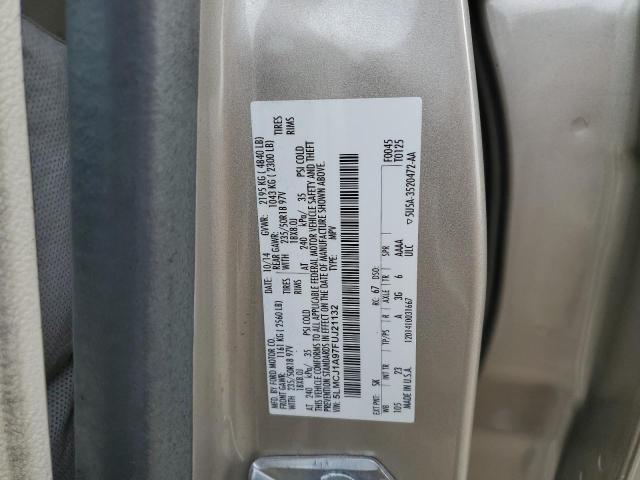 MFD. BY FORD MOTOR CO.
DATE: 10/14 GVWR: 2195 KG ( 4840 LB)
FRONT GAWR: 1161 KG ( 2560 LB) REAR GAWR: 1043 KG ( 2300 LB)
WITH 235/50R18 97V TIRES WITH 235/50R18 97V TIRES
18X8.0J RIMS 18X8.0J RIMS
AT 240 kPa/ 35 PSI COLD AT 240 kPa/ 35 PSI COLD
THIS VEHICLE CONFORMS TO ALL APPLICABLE FEDERAL MOTOR VEHICLE SAFETY AND THEFT
PREVENTION STANDARDS IN EFFECT ON THE DATE OF MANUFACTURE SHOWN ABOVE.
VIN: 5LMCJ1A97FUJ21132 TYPE: MPV
F0045
T0125
EXT PNT: SK RC: 67 DSO:
WB INT TR TP/PS R AXLE TR SPR
105 23 A 3G 6 AAAA
1201410031667 ULC
▽5U5A-3520472-AA